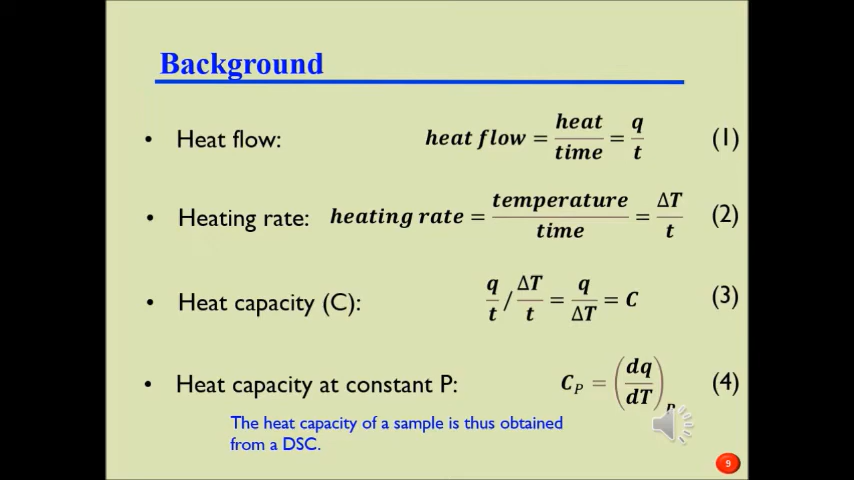 Background
• Heat flow: heat flow = heat/time = q/t (1)
• Heating rate: heating rate = temperature/time = ΔT/t (2)
• Heat capacity (C): q/t / ΔT/t = q/ΔT = C (3)
• Heat capacity at constant P: C_P = (dq/dT)_P (4)
The heat capacity of a sample is thus obtained
from a DSC.
9